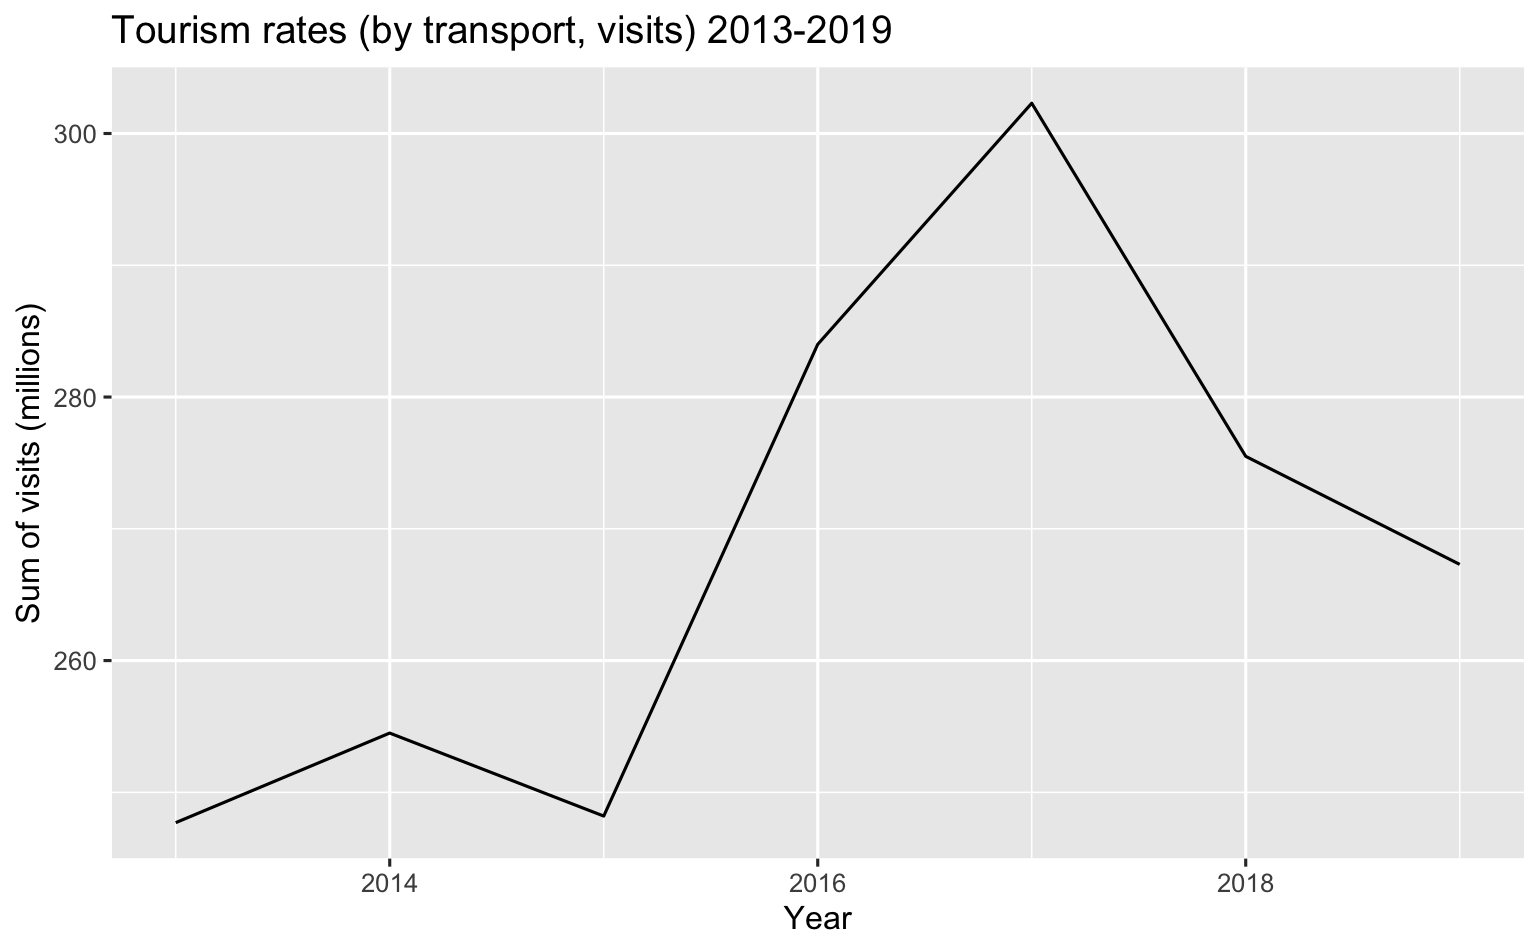 Tourism rates (by transport, visits) 2013-2019
300
280
260
Sum of visits (millions)
2014
2016
2018
Year